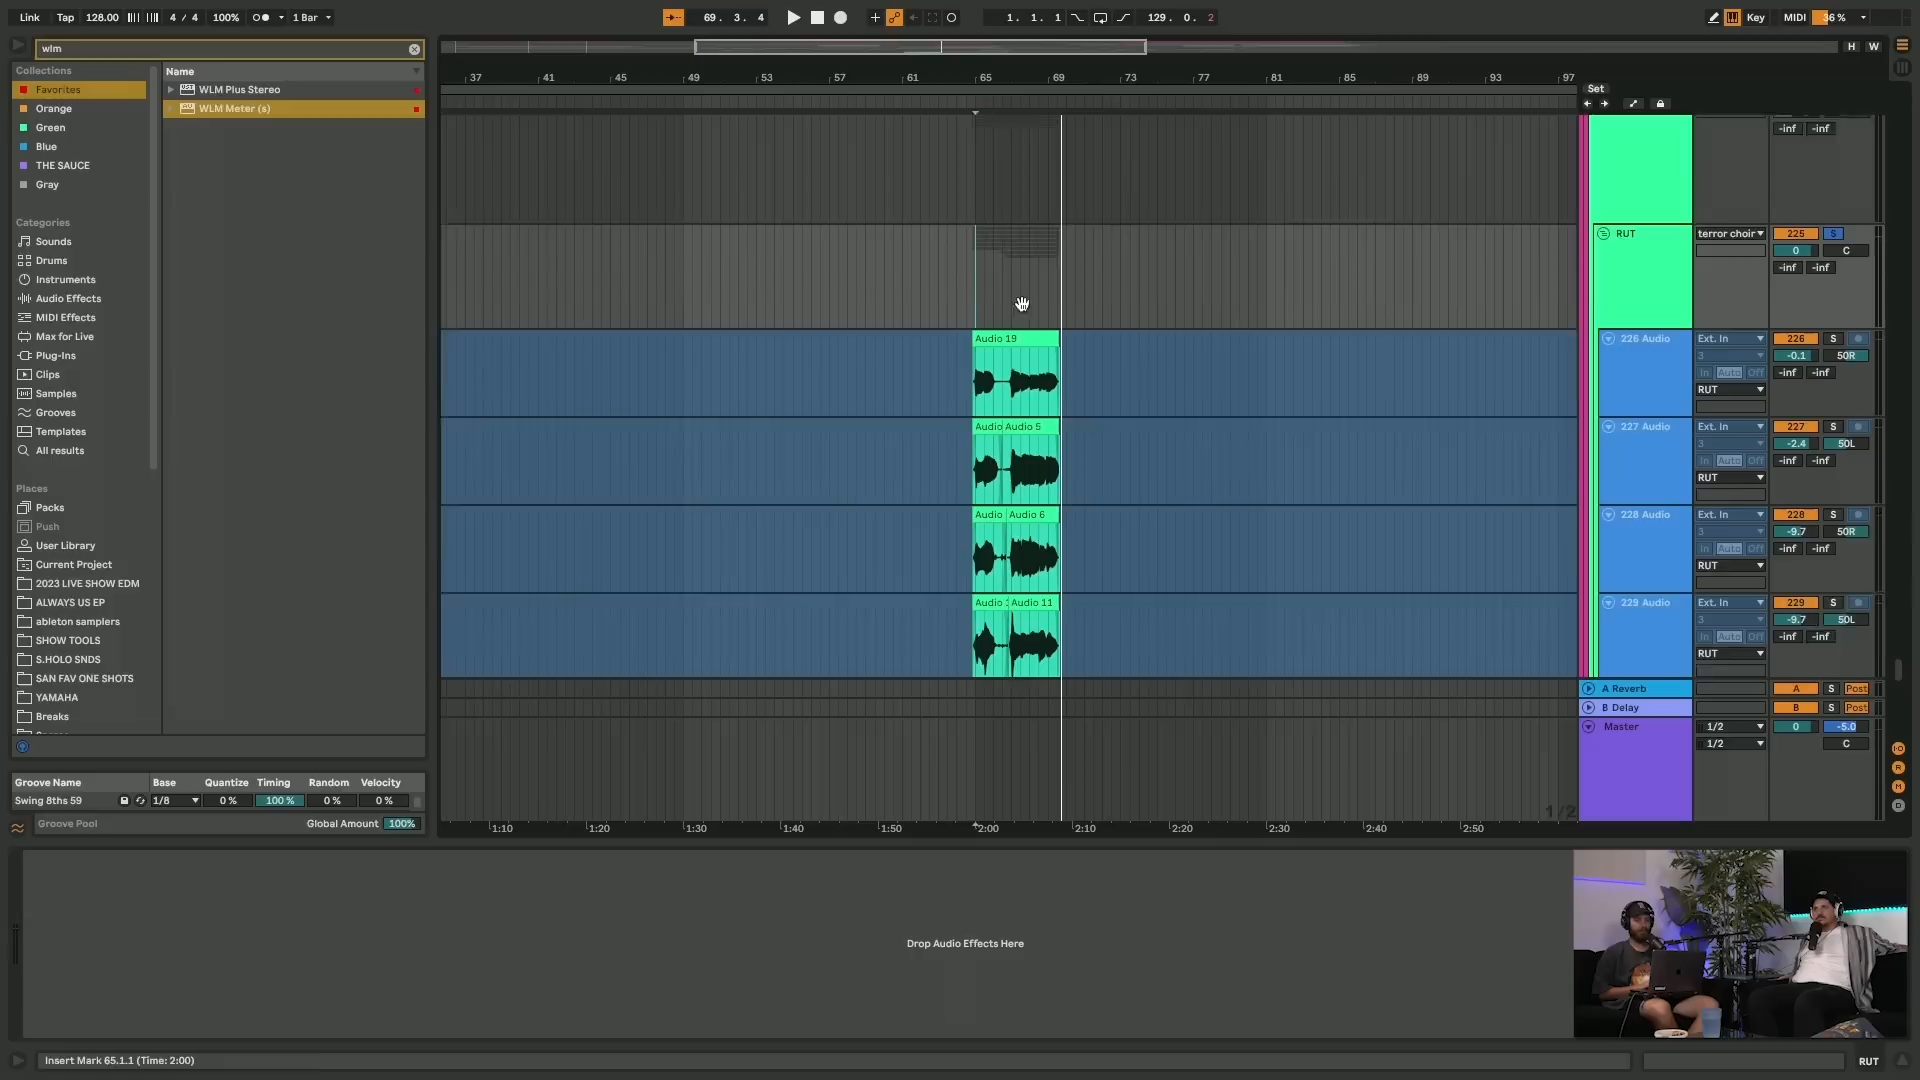 Link Tap 128.00 4 / 4 100% 1 Bar 69. 3. 4 1. 1. 1 129. 0. 2 Key MIDI 36 %
wlm
H W
Collections
Name
Favorites
WLM Plus Stereo
Orange
WLM Meter (s)
Green
Blue
THE SAUCE
Gray
Categories
Sounds
Drums
Instruments
Audio Effects
MIDI Effects
Max for Live
Plug-Ins
Clips
Samples
Grooves
Templates
All results
Places
Packs
Push
User Library
Current Project
2023 LIVE SHOW EDM
ALWAYS US EP
ableton samplers
SHOW TOOLS
S.HOLO SNDS
SAN FAV ONE SHOTS
YAMAHA
Breaks
Groove Name Base Quantize Timing Random Velocity
Swing 8ths 59 1/8 0 % 100 % 0 % 0 %
Groove Pool Global Amount 100%
37 41 45 49 53 57 61 65 69 73 77 81 85 89 93 97
Set
-inf -inf
RUT terror choir 225 S
0 C
-inf -inf
Audio 19
226 Audio Ext. In 226 S
3 -0.1 50R
In Auto Off -inf -inf
RUT
Audio Audio 5
227 Audio Ext. In 227 S
3 -2.4 50L
In Auto Off -inf -inf
RUT
Audio Audio 6
228 Audio Ext. In 228 S
3 -9.7 50R
In Auto Off -inf -inf
RUT
Audio Audio 11
229 Audio Ext. In 229 S
3 -9.7 50L
In Auto Off -inf -inf
RUT
A Reverb A S Post
B Delay B S Post
Master 1/2 0 -5.0
1/2 C
1/2
1:10 1:20 1:30 1:40 1:50 2:00 2:10 2:20 2:30 2:40 2:50
I·O
R
M
D
Drop Audio Effects Here
Insert Mark 65.1.1 (Time: 2:00)
RUT